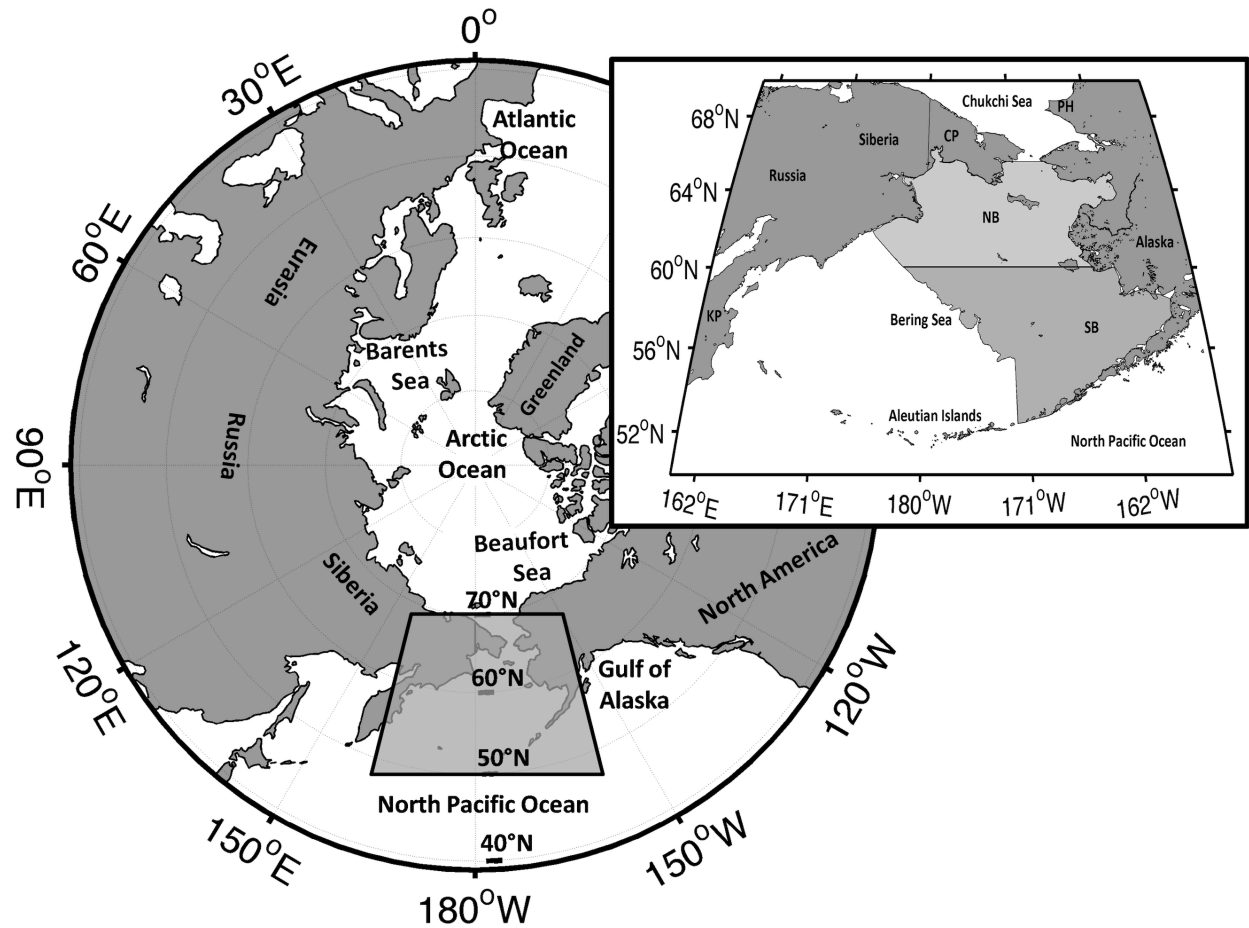 0°
30°E
60°E
90°E
120°E
150°E
180°W
150°W
120°W
Atlantic
Ocean
Eurasia
Barents
Sea
Greenland
Russia
Arctic
Ocean
Beaufort
Sea
Siberia
North America
70°N
60°N
Gulf of
Alaska
50°N
North Pacific Ocean
40°N
68°N
64°N
60°N
56°N
52°N
162°E
171°E
180°W
171°W
162°W
Chukchi Sea
PH
Siberia
CP
Russia
NB
Alaska
KP
Bering Sea
SB
Aleutian Islands
North Pacific Ocean